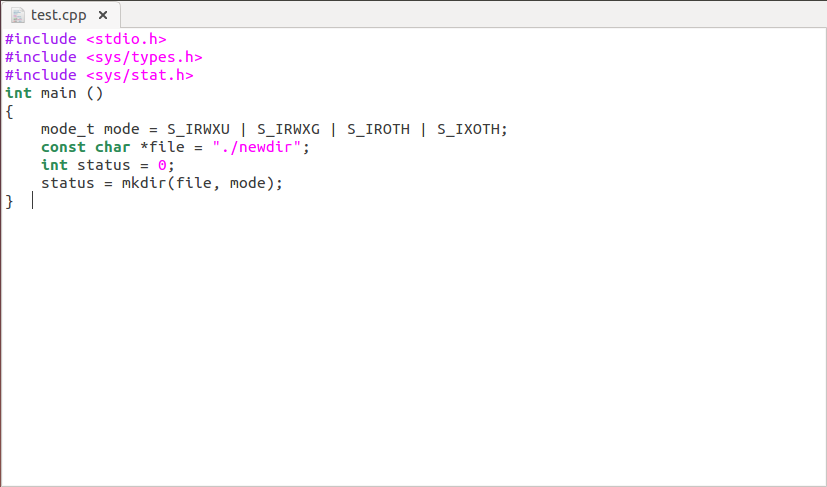 test.cpp ×
#include <stdio.h>
#include <sys/types.h>
#include <sys/stat.h>
int main ()
{
    mode_t mode = S_IRWXU | S_IRWXG | S_IROTH | S_IXOTH;
    const char *file = "./newdir";
    int status = 0;
    status = mkdir(file, mode);
}